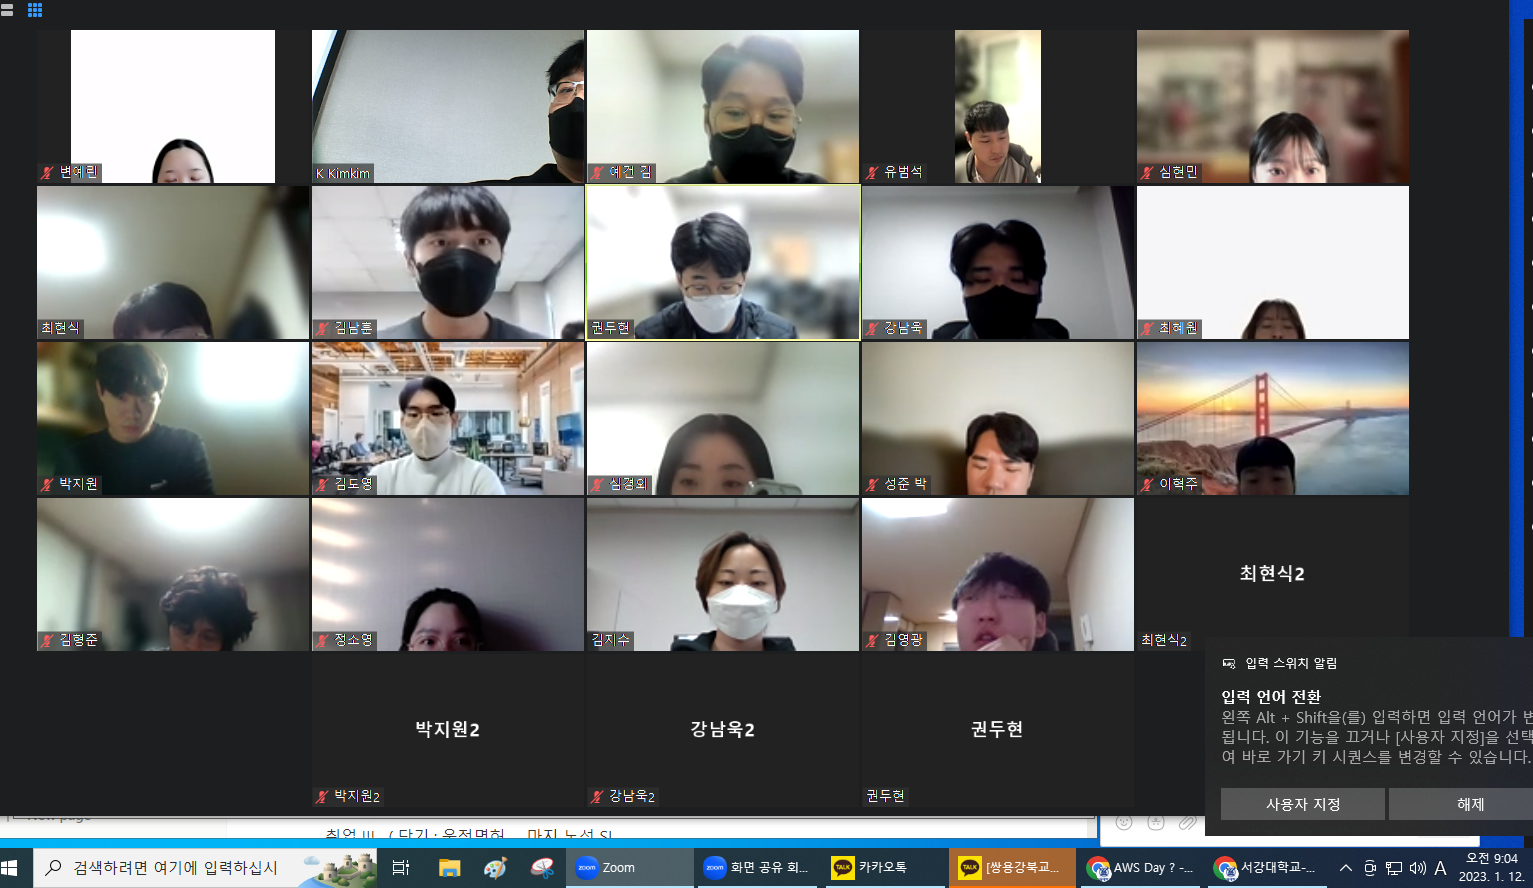 변예린
K Kimkim
예건 김
유범석
심현민
최현식
김남훈
권두현
강남욱
최혜원
박지원
김도영
심경외
성준 박
이혁주
김형준
정소영
김지수
김영광
최현식2
최현식2
박지원2
박지원2
강남욱2
강남욱2
권두현
권두현
입력 스위치 알림
입력 언어 전환
왼쪽 Alt + Shift을(를) 입력하면 입력 언어가 변
됩니다. 이 기능을 끄거나 [사용자 지정]을 선택
여 바로 가기 키 시퀀스를 변경할 수 있습니다.
사용자 지정
해제
검색하려면 여기에 입력하십시
zoom Zoom
zoom 화면 공유 회...
TALK 카카오톡
TALK [쌍용강북교...
AWS Day ? -...
서강대학교-...
A
오전 9:04
2023. 1. 12.